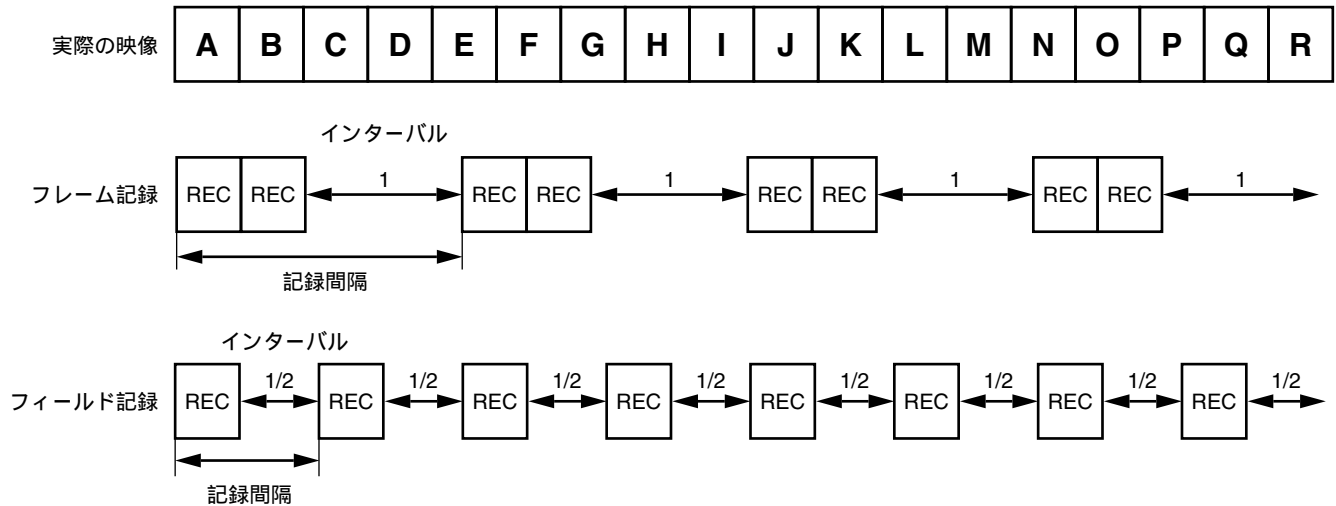 実際の映像 A B C D E F G H I J K L M N O P Q R
インターバル
フレーム記録 REC REC 1 REC REC 1 REC REC 1 REC REC 1
記録間隔
インターバル
フィールド記録 REC 1/2 REC 1/2 REC 1/2 REC 1/2 REC 1/2 REC 1/2 REC 1/2 REC 1/2
記録間隔